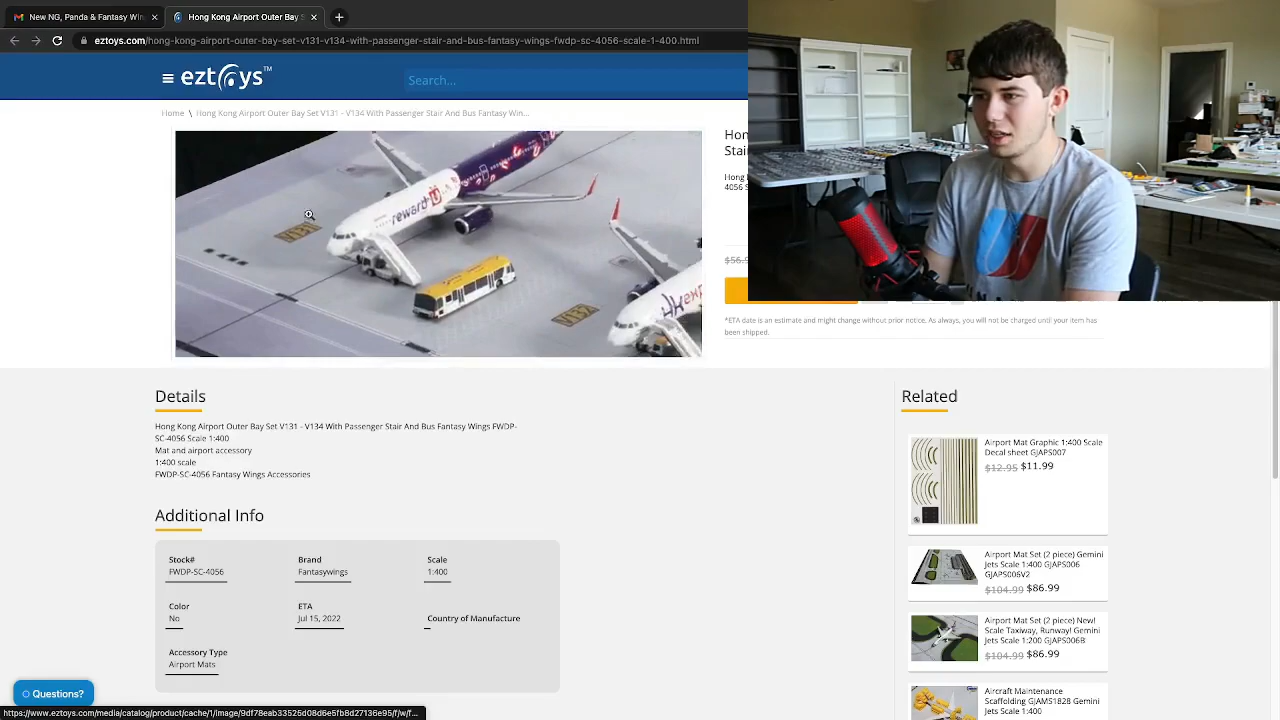 New NG, Panda by N
Hong Kong Airport Outer Bay S
eztoys.com/hong-kong-airport-outer-bay-set-v131-v134-with-passenger-stair-and-bus-fantasy-wings-fwdp-sc-4056-scale-1-400.html
eztoys™
Search...
Home \ Hong Kong Airport Outer Bay Set V131 - V134 With Passenger Stair And Bus Fantasy Win...
Hon
Stair
Hong
4056 S
reward U
V131
V132
$56.9
*ETA date is an estimate and might change without prior notice. As always, you will not be charged until your item has
been shipped.
Details
Hong Kong Airport Outer Bay Set V131 - V134 With Passenger Stair And Bus Fantasy Wings FWDP-
SC-4056 Scale 1:400
Mat and airport accessory
1:400 scale
FWDP-SC-4056 Fantasy Wings Accessories
Additional Info
Stock# Brand Scale
FWDP-SC-4056 Fantasywings 1:400
Color ETA Country of Manufacture
No Jul 15, 2022
Accessory Type
Airport Mats
Related
Airport Mat Graphic 1:400 Scale
Decal sheet GJAPS007
$12.95 $11.99
Airport Mat Set (2 piece) Gemini
Jets Scale 1:400 GJAPS006
GJAPS006V2
$104.99 $86.99
Airport Mat Set (2 piece) New!
Scale Taxiway, Runway! Gemini
Jets Scale 1:200 GJAPS006B
$104.99 $86.99
Aircraft Maintenance
Scaffolding GJAMS1828 Gemini
Jets Scale 1:400
Questions?